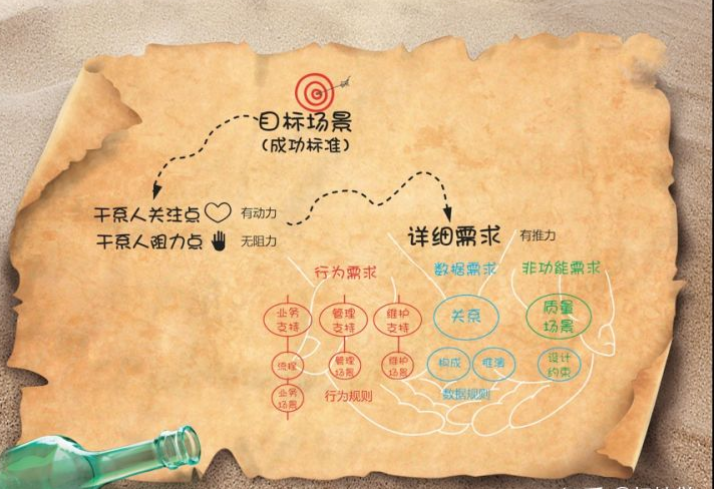 目标场景
(成功标准)
干系人关注点 有动力
干系人阻力点 无阻力
详细需求 有推力
行为需求 数据需求 非功能需求
业务支持 管理支持 维护支持 关系 质量场景
流程 管理场景 维护场景 构成 设计约束
业务场景 行为规则 数据规则